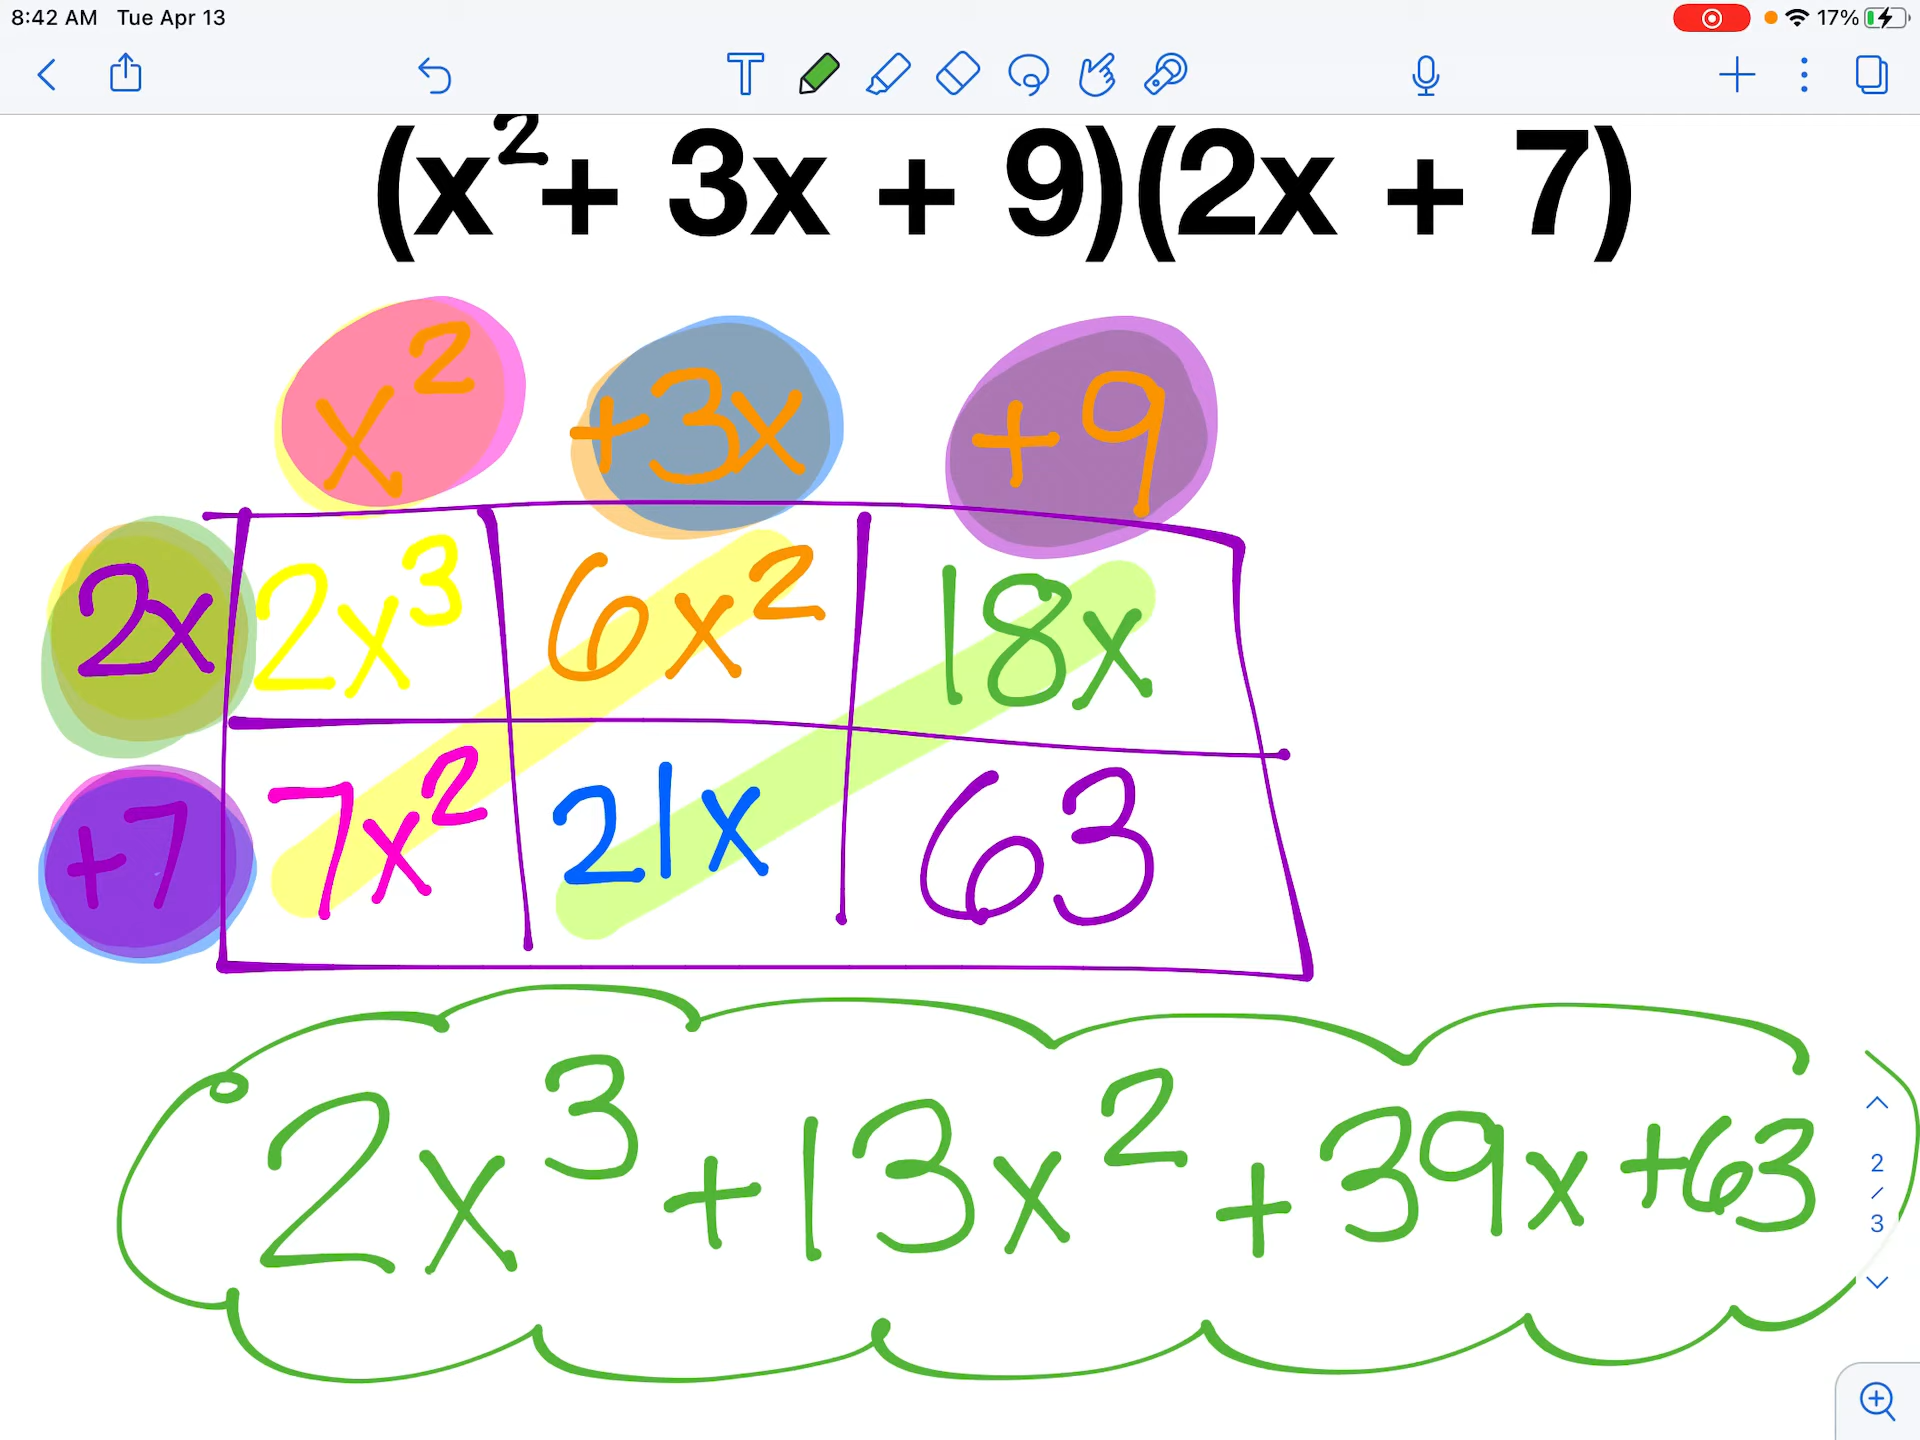 8:42 AM Tue Apr 13 17%
T
(x²+ 3x + 9)(2x + 7)
x² +3x +9
2x 2x³ 6x² 18x
+7 7x² 21x 63
2x³ +13x² +39x +63
2
/
3